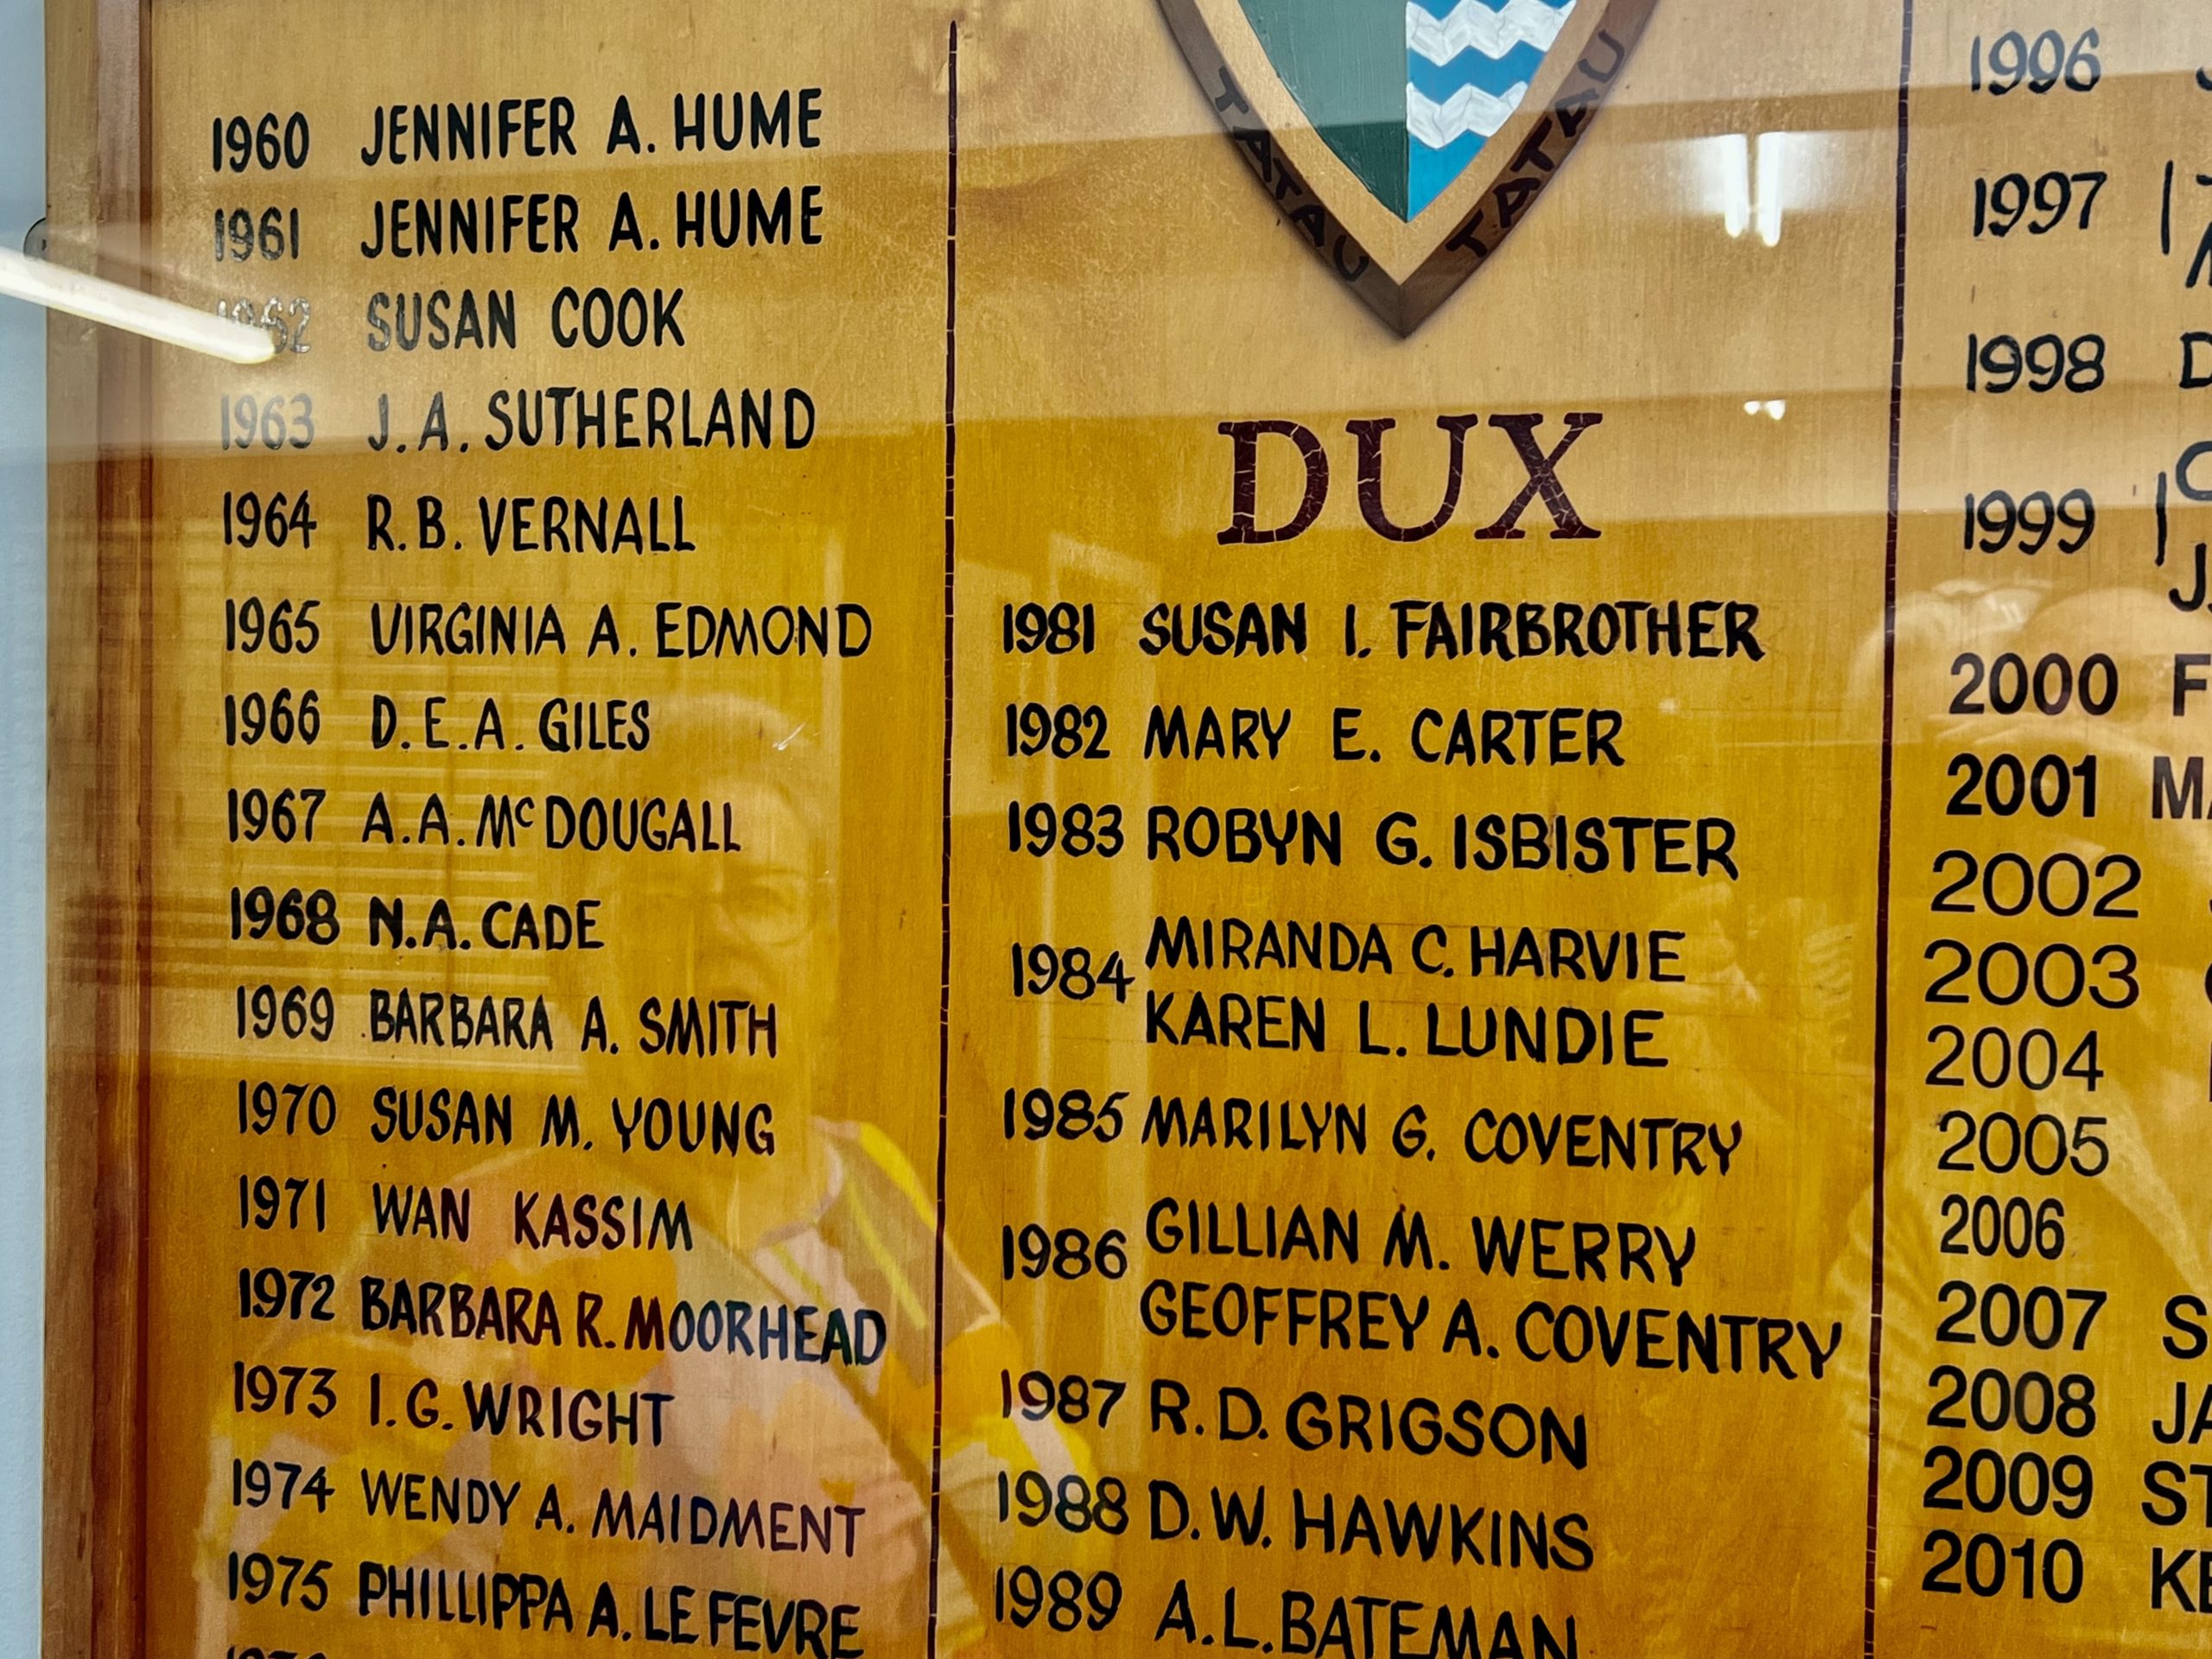 1960 JENNIFER A. HUME
1961 JENNIFER A. HUME
1962 SUSAN COOK
1963 J. A. SUTHERLAND
1964 R. B. VERNALL
1965 VIRGINIA A. EDMOND
1966 D. E. A. GILES
1967 A. A. McDOUGALL
1968 N. A. CADE
1969 BARBARA A. SMITH
1970 SUSAN M. YOUNG
1971 WAN KASSIM
1972 BARBARA R. MOORHEAD
1973 I. G. WRIGHT
1974 WENDY A. MAIDMENT
1975 PHILLIPPA A. LE FEVRE
TATAU TATAU
DUX
1981 SUSAN I. FAIRBROTHER
1982 MARY E. CARTER
1983 ROBYN G. ISBISTER
1984 MIRANDA C. HARVIE
KAREN L. LUNDIE
1985 MARILYN G. COVENTRY
1986 GILLIAN M. WERRY
GEOFFREY A. COVENTRY
1987 R. D. GRIGSON
1988 D. W. HAWKINS
1989 A. L. BATEMAN
1996
1997
1998
1999
2000
2001
2002
2003
2004
2005
2006
2007
2008
2009
2010